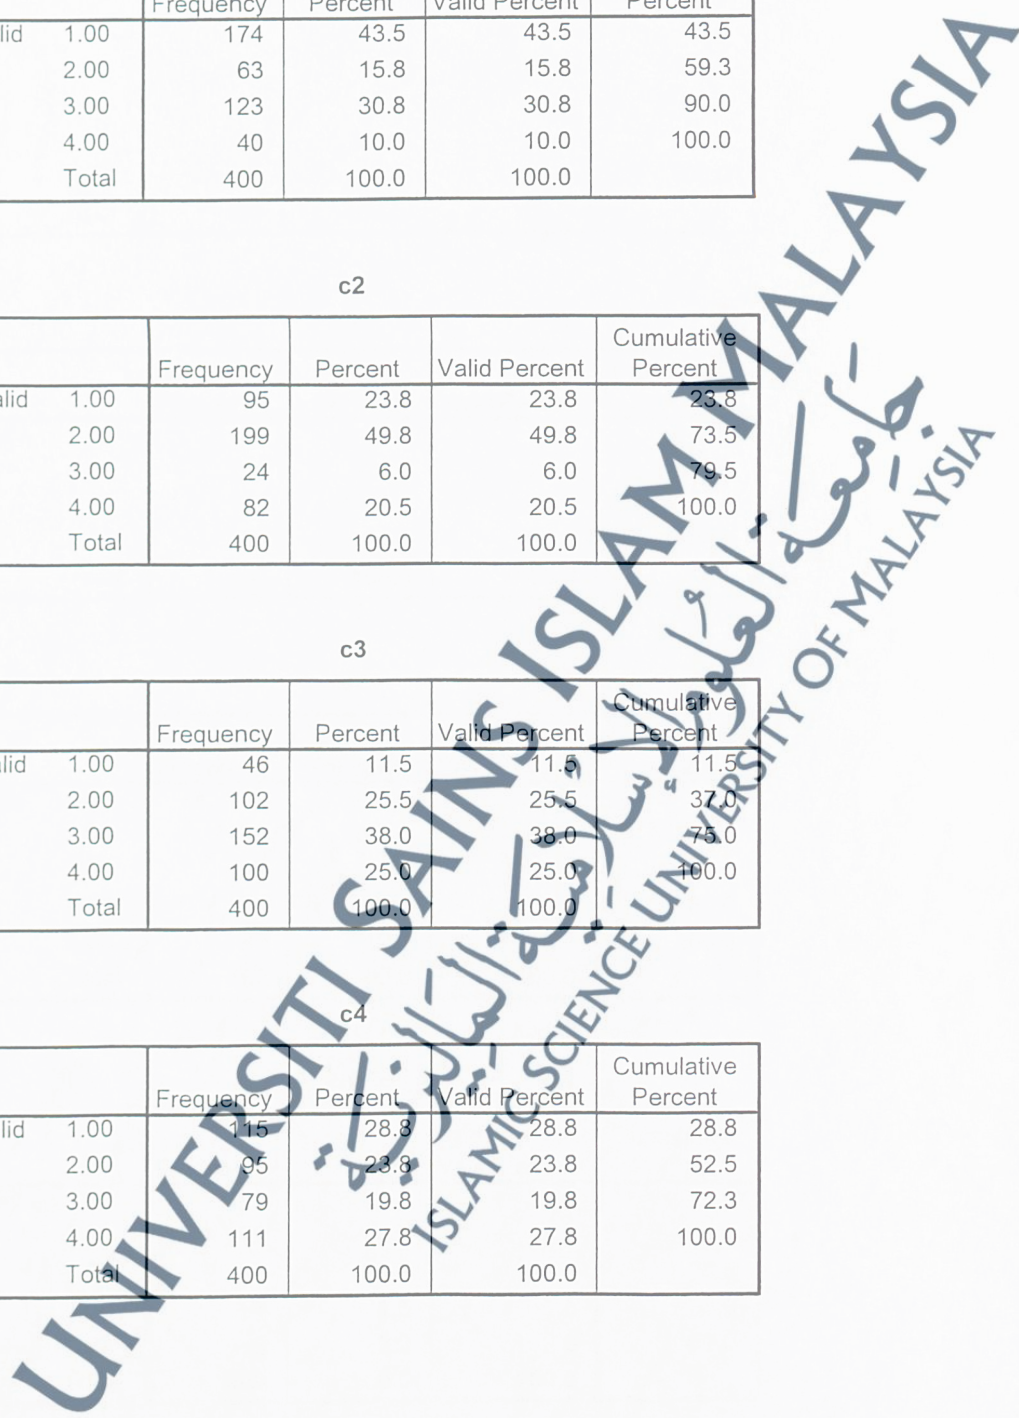 Frequency Percent Valid Percent Percent
lid 1.00 174 43.5 43.5 43.5
2.00 63 15.8 15.8 59.3
3.00 123 30.8 30.8 90.0
4.00 40 10.0 10.0 100.0
Total 400 100.0 100.0
c2
Cumulative
Frequency Percent Valid Percent Percent
alid 1.00 95 23.8 23.8 23.8
2.00 199 49.8 49.8 73.5
3.00 24 6.0 6.0 79.5
4.00 82 20.5 20.5 100.0
Total 400 100.0 100.0
c3
Cumulative
Frequency Percent Valid Percent Percent
alid 1.00 46 11.5 11.5 11.5
2.00 102 25.5 25.5 37.0
3.00 152 38.0 38.0 75.0
4.00 100 25.0 25.0 100.0
Total 400 100.0 100.0
c4
Cumulative
Frequency Percent Valid Percent Percent
lid 1.00 115 28.8 28.8 28.8
2.00 95 23.8 23.8 52.5
3.00 79 19.8 19.8 72.3
4.00 111 27.8 27.8 100.0
Total 400 100.0 100.0
UNIVERSITI SAINS ISLAM MALAYSIA
جَامِعَة العُلُوم الإِسْلَامِيَّة المَالِيزِيَّة
ISLAMIC SCIENCE UNIVERSITY OF MALAYSIA